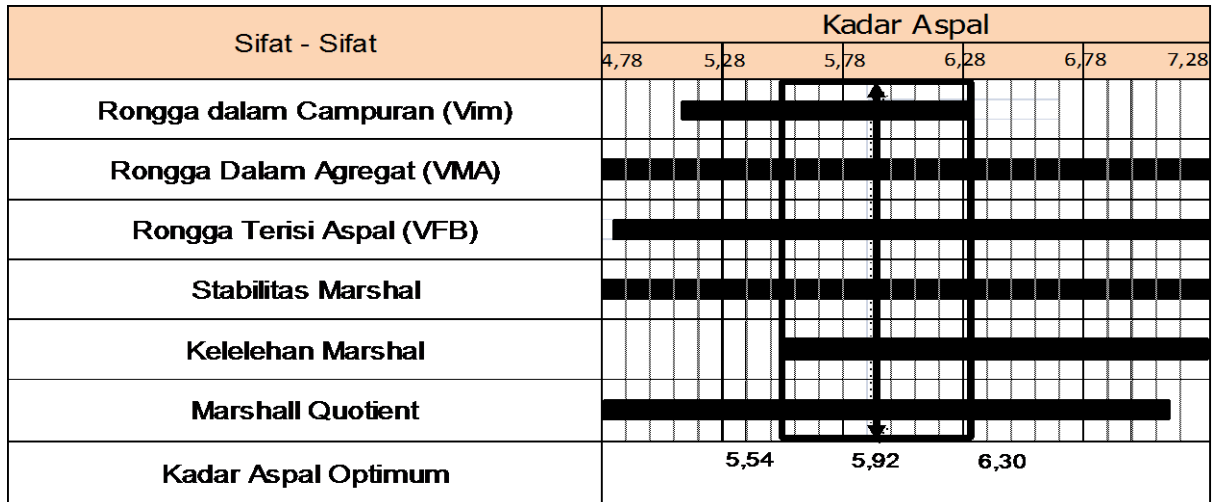 Sifat - Sifat
Kadar Aspal
4,78 5,28 5,78 6,28 6,78 7,28
Rongga dalam Campuran (Vim)
Rongga Dalam Agregat (VMA)
Rongga Terisi Aspal (VFB)
Stabilitas Marshal
Kelelehan Marshal
Marshall Quotient
Kadar Aspal Optimum
5,54 5,92 6,30